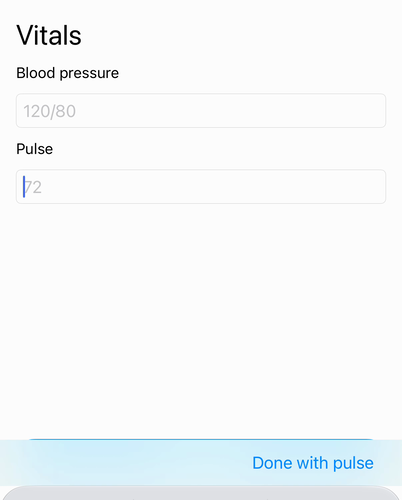 Vitals
Blood pressure
120/80
Pulse
72
Done with pulse